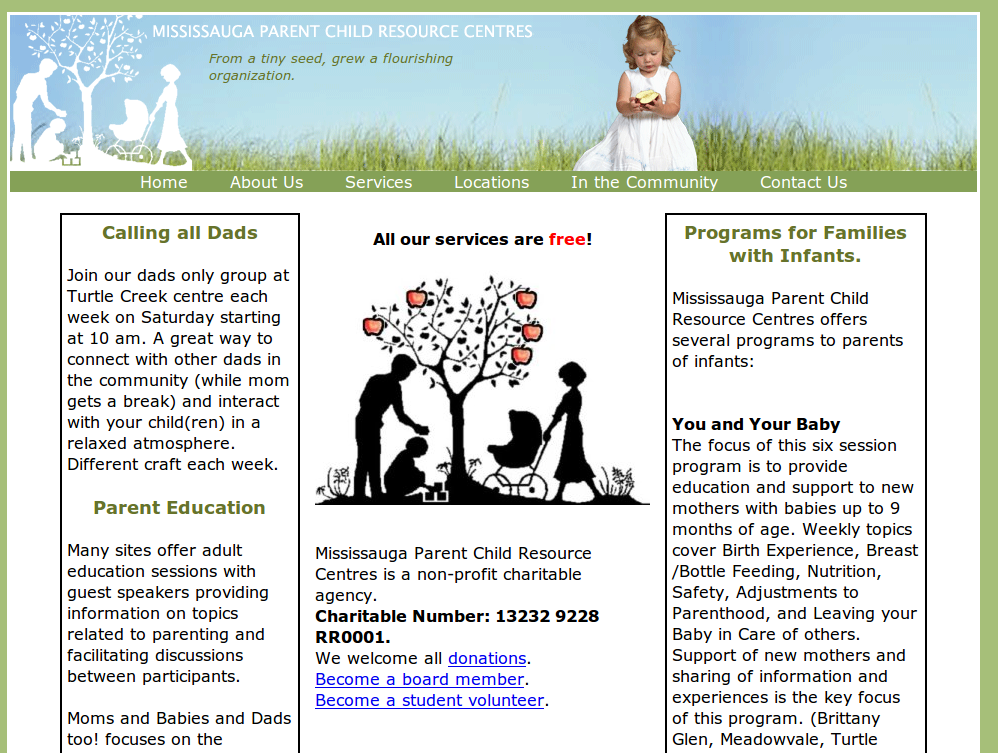 MISSISSAUGA PARENT CHILD RESOURCE CENTRES
From a tiny seed, grew a flourishing
organization.
Home About Us Services Locations In the Community Contact Us
Calling all Dads
Join our dads only group at
Turtle Creek centre each
week on Saturday starting
at 10 am. A great way to
connect with other dads in
the community (while mom
gets a break) and interact
with your child(ren) in a
relaxed atmosphere.
Different craft each week.
Parent Education
Many sites offer adult
education sessions with
guest speakers providing
information on topics
related to parenting and
facilitating discussions
between participants.
Moms and Babies and Dads
too! focuses on the
All our services are free!
Mississauga Parent Child Resource
Centres is a non-profit charitable
agency.
Charitable Number: 13232 9228
RR0001.
We welcome all donations.
Become a board member.
Become a student volunteer.
Programs for Families
with Infants.
Mississauga Parent Child
Resource Centres offers
several programs to parents
of infants:
You and Your Baby
The focus of this six session
program is to provide
education and support to new
mothers with babies up to 9
months of age. Weekly topics
cover Birth Experience, Breast
/Bottle Feeding, Nutrition,
Safety, Adjustments to
Parenthood, and Leaving your
Baby in Care of others.
Support of new mothers and
sharing of information and
experiences is the key focus
of this program. (Brittany
Glen, Meadowvale, Turtle